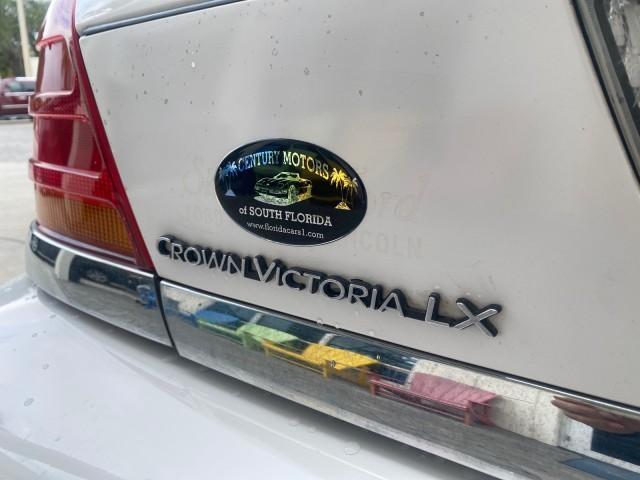 CENTURY MOTORS
of SOUTH FLORIDA
www.floridacars1.com
CROWN VICTORIA LX